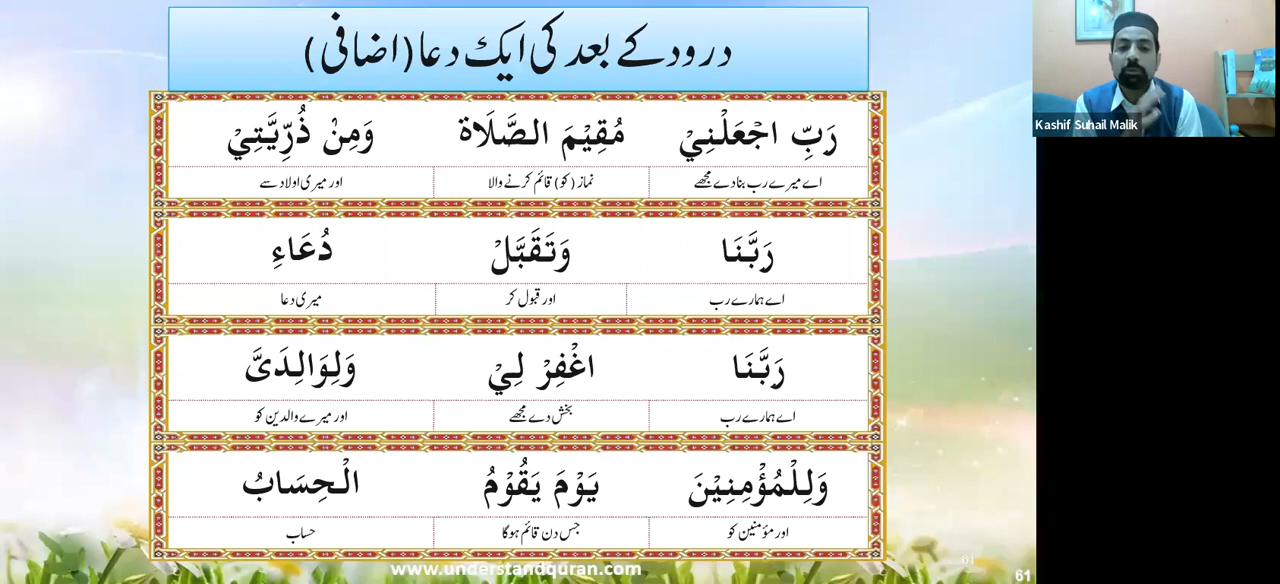 درود کے بعد کی ایک دعا (اضافی)
رَبِّ اجْعَلْنِيْ مُقِيْمَ الصَّلَاة وَمِنْ ذُرِّيَّتِيْ
اے میرے رب بنا دے مجھے نماز (کو) قائم کرنے والا اور میری اولاد سے
رَبَّنَا وَتَقَبَّلْ دُعَاءِ
اے ہمارے رب اور قبول کر میری دعا
رَبَّنَا اغْفِرْ لِيْ وَلِوَالِدَىَّ
اے ہمارے رب بخش دے مجھے اور میرے والدین کو
وَلِلْمُؤْمِنِيْنَ يَوْمَ يَقُوْمُ الْحِسَابُ
اور مؤمنین کو جس دن قائم ہوگا حساب
www.understandquran.com
61
61
Kashif Suhail Malik